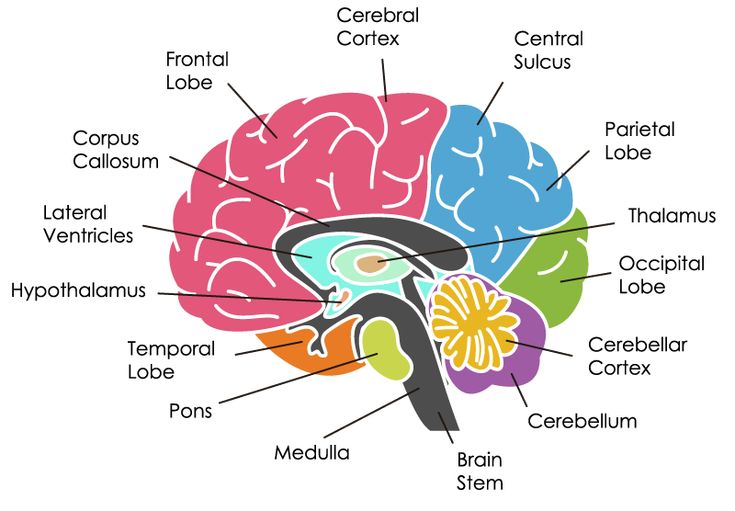 Cerebral
Cortex
Central
Sulcus
Frontal
Lobe
Parietal
Lobe
Corpus
Callosum
Thalamus
Lateral
Ventricles
Occipital
Lobe
Hypothalamus
Temporal
Lobe
Cerebellar
Cortex
Pons
Cerebellum
Medulla
Brain
Stem